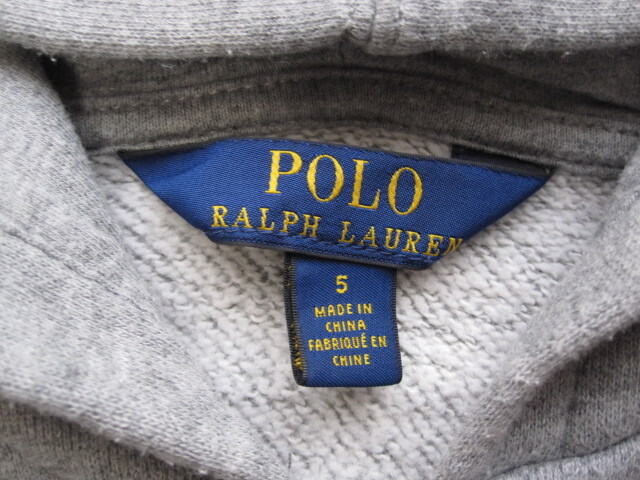 POLO
RALPH LAUREN
5
MADE IN
CHINA
FABRIQUÉ EN
CHINE